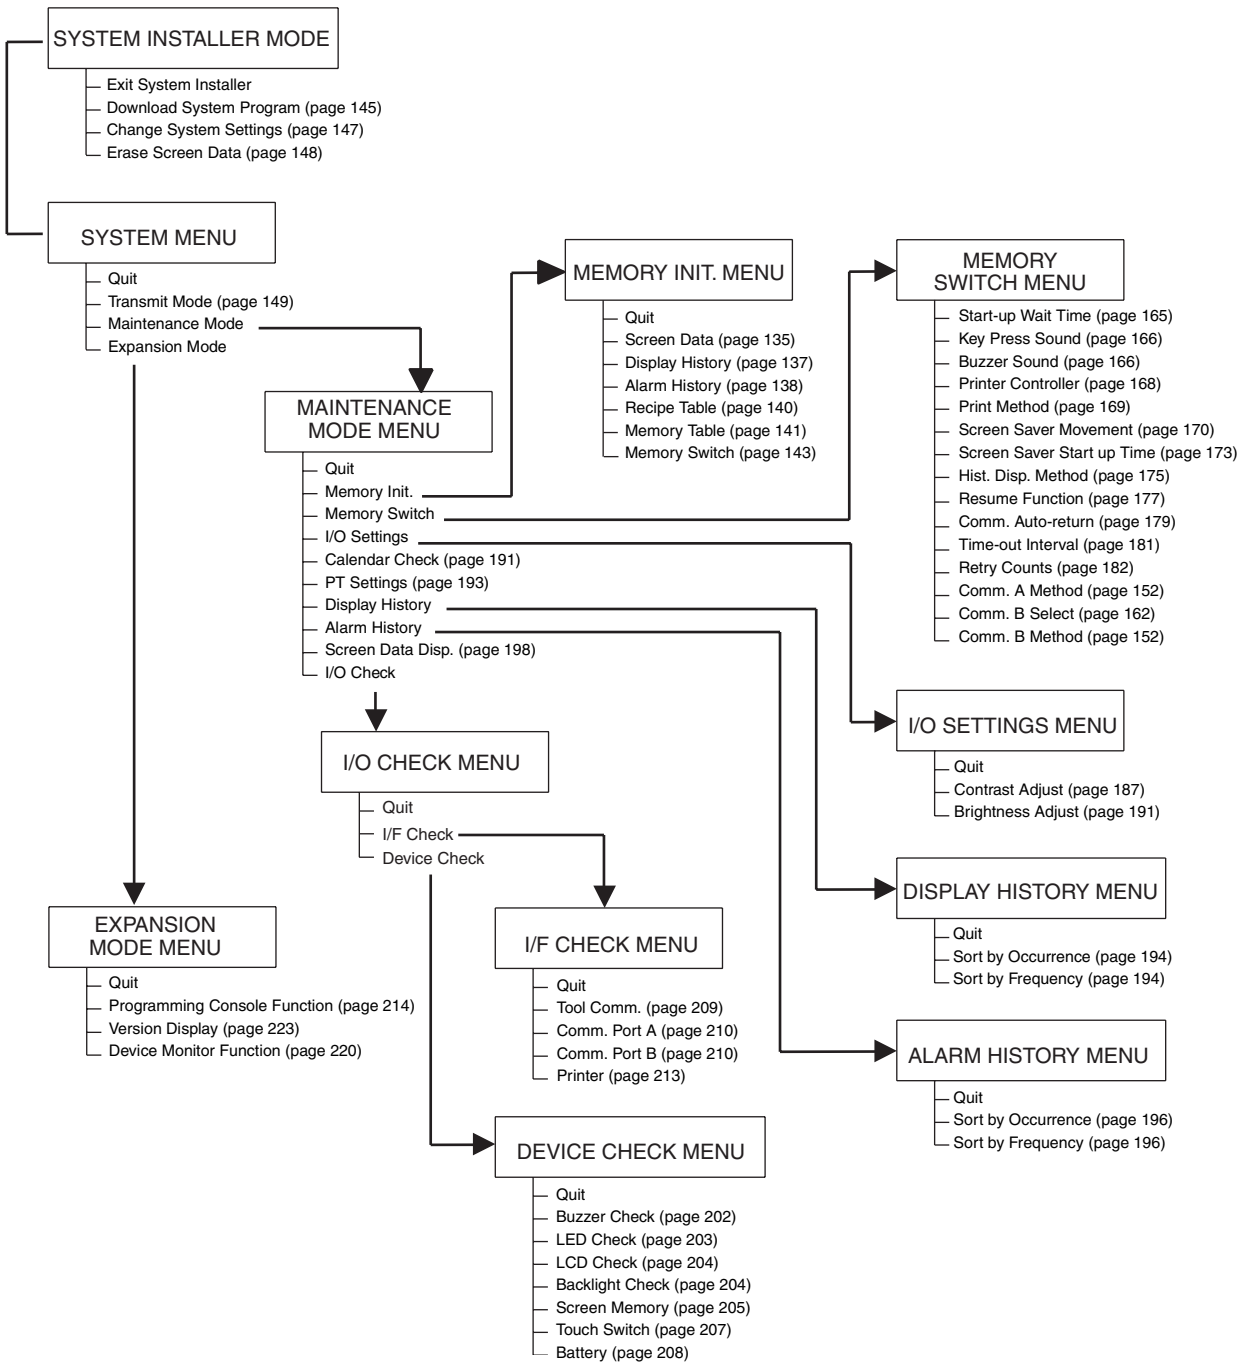 SYSTEM INSTALLER MODE
Exit System Installer
Download System Program (page 145)
Change System Settings (page 147)
Erase Screen Data (page 148)
SYSTEM MENU
Quit
Transmit Mode (page 149)
Maintenance Mode
Expansion Mode
MAINTENANCE
MODE MENU
Quit
Memory Init.
Memory Switch
I/O Settings
Calendar Check (page 191)
PT Settings (page 193)
Display History
Alarm History
Screen Data Disp. (page 198)
I/O Check
MEMORY INIT. MENU
Quit
Screen Data (page 135)
Display History (page 137)
Alarm History (page 138)
Recipe Table (page 140)
Memory Table (page 141)
Memory Switch (page 143)
MEMORY
SWITCH MENU
Start-up Wait Time (page 165)
Key Press Sound (page 166)
Buzzer Sound (page 166)
Printer Controller (page 168)
Print Method (page 169)
Screen Saver Movement (page 170)
Screen Saver Start up Time (page 173)
Hist. Disp. Method (page 175)
Resume Function (page 177)
Comm. Auto-return (page 179)
Time-out Interval (page 181)
Retry Counts (page 182)
Comm. A Method (page 152)
Comm. B Select (page 162)
Comm. B Method (page 152)
I/O SETTINGS MENU
Quit
Contrast Adjust (page 187)
Brightness Adjust (page 191)
I/O CHECK MENU
Quit
I/F Check
Device Check
DISPLAY HISTORY MENU
Quit
Sort by Occurrence (page 194)
Sort by Frequency (page 194)
EXPANSION
MODE MENU
Quit
Programming Console Function (page 214)
Version Display (page 223)
Device Monitor Function (page 220)
I/F CHECK MENU
Quit
Tool Comm. (page 209)
Comm. Port A (page 210)
Comm. Port B (page 210)
Printer (page 213)
ALARM HISTORY MENU
Quit
Sort by Occurrence (page 196)
Sort by Frequency (page 196)
DEVICE CHECK MENU
Quit
Buzzer Check (page 202)
LED Check (page 203)
LCD Check (page 204)
Backlight Check (page 204)
Screen Memory (page 205)
Touch Switch (page 207)
Battery (page 208)